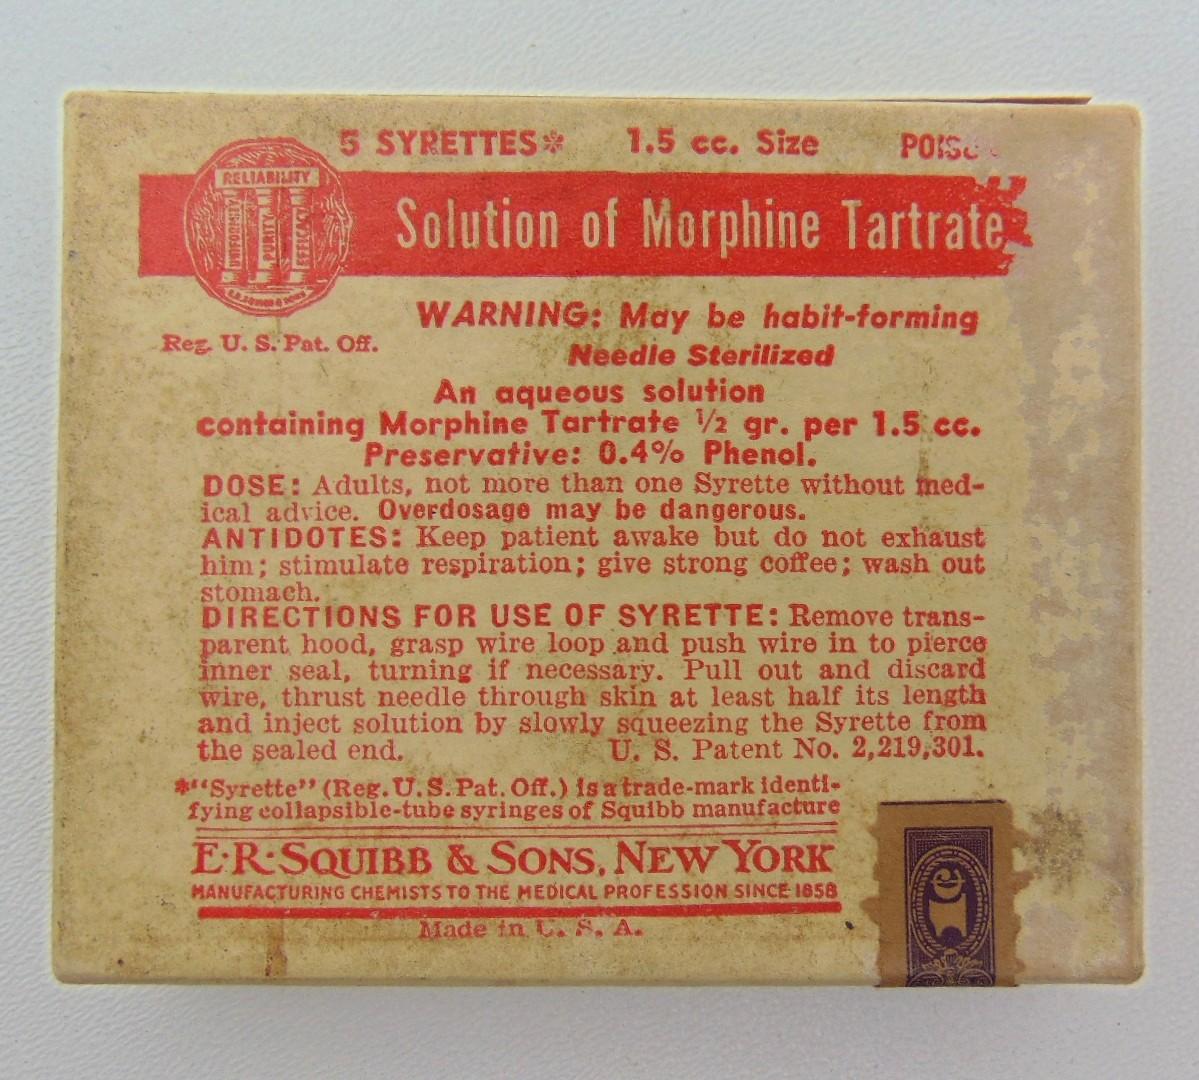 5 SYRETTES* 1.5 cc. Size
Solution of Morphine Tartrate
RELIABILITY
UNIFORMITY
PURITY
EFFICACY
E.R. SQUIBB & SONS
Reg. U. S. Pat. Off.
WARNING: May be habit-forming
Needle Sterilized
An aqueous solution
containing Morphine Tartrate ½ gr. per 1.5 cc.
Preservative: 0.4% Phenol.
DOSE: Adults, not more than one Syrette without med-
ical advice. Overdosage may be dangerous.
ANTIDOTES: Keep patient awake but do not exhaust
him; stimulate respiration; give strong coffee; wash out
stomach.
DIRECTIONS FOR USE OF SYRETTE: Remove trans-
parent hood, grasp wire loop and push wire in to pierce
inner seal, turning if necessary. Pull out and discard
wire, thrust needle through skin at least half its length
and inject solution by slowly squeezing the Syrette from
the sealed end. U. S. Patent No. 2,219,301.
*"Syrette" (Reg. U. S. Pat. Off.) is a trade-mark identi-
fying collapsible-tube syringes of Squibb manufacture
E·R·SQUIBB & SONS, NEW YORK
MANUFACTURING CHEMISTS TO THE MEDICAL PROFESSION SINCE 1858
Made in U. S. A.